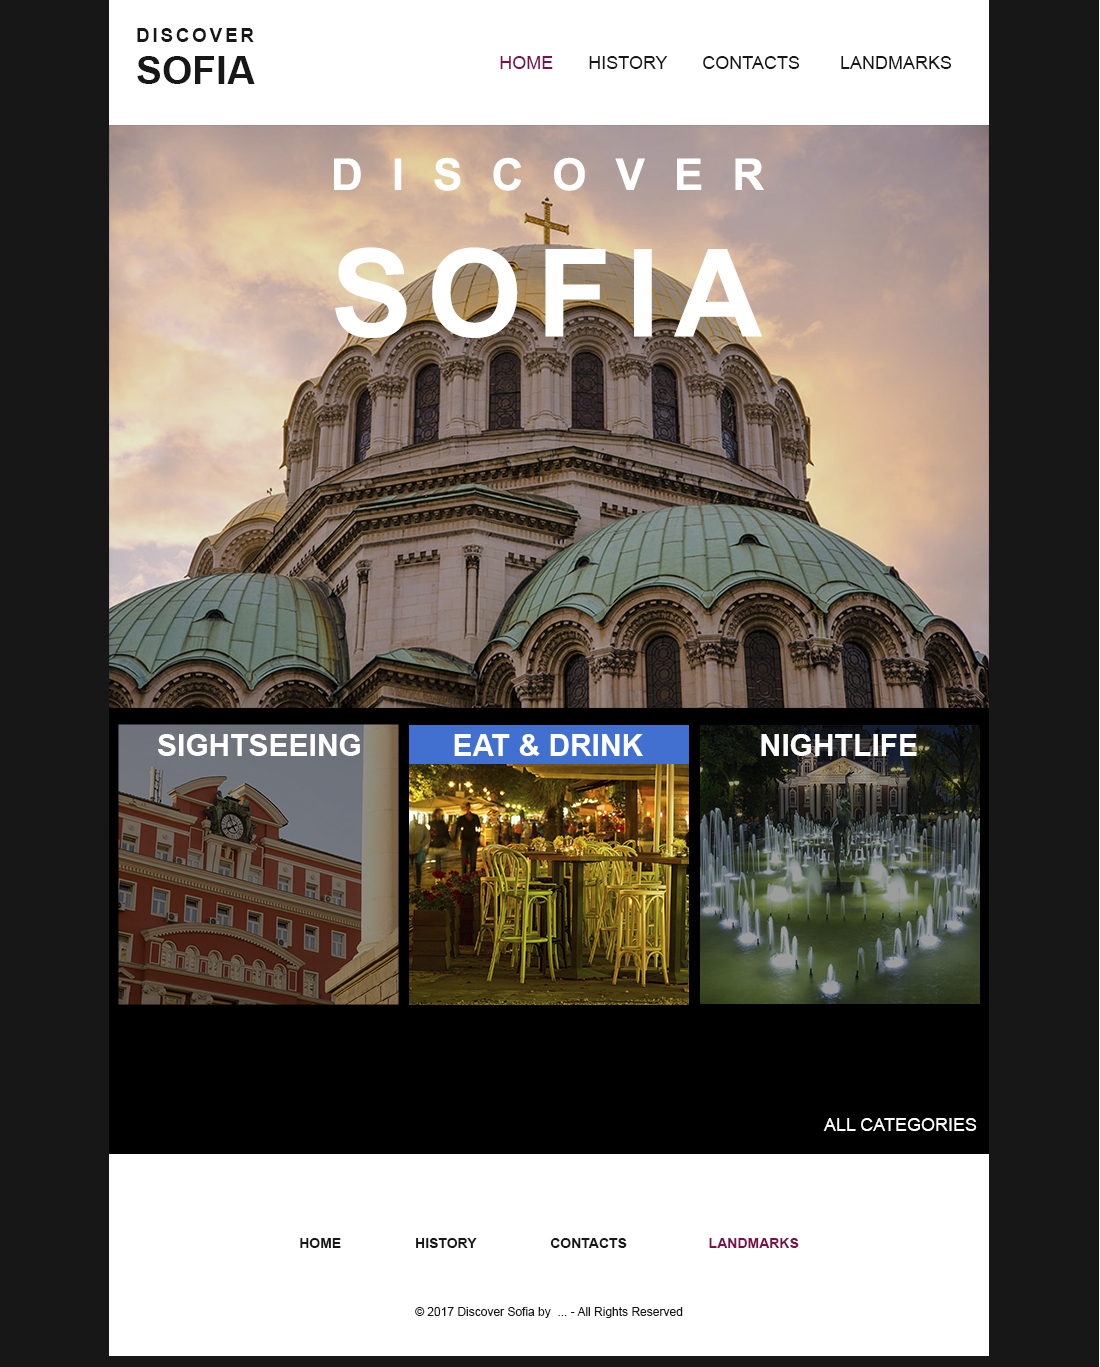 DISCOVER
SOFIA
HOME HISTORY CONTACTS LANDMARKS
DISCOVER
SOFIA
SIGHTSEEING EAT & DRINK NIGHTLIFE
ALL CATEGORIES
HOME HISTORY CONTACTS LANDMARKS
© 2017 Discover Sofia by ... - All Rights Reserved